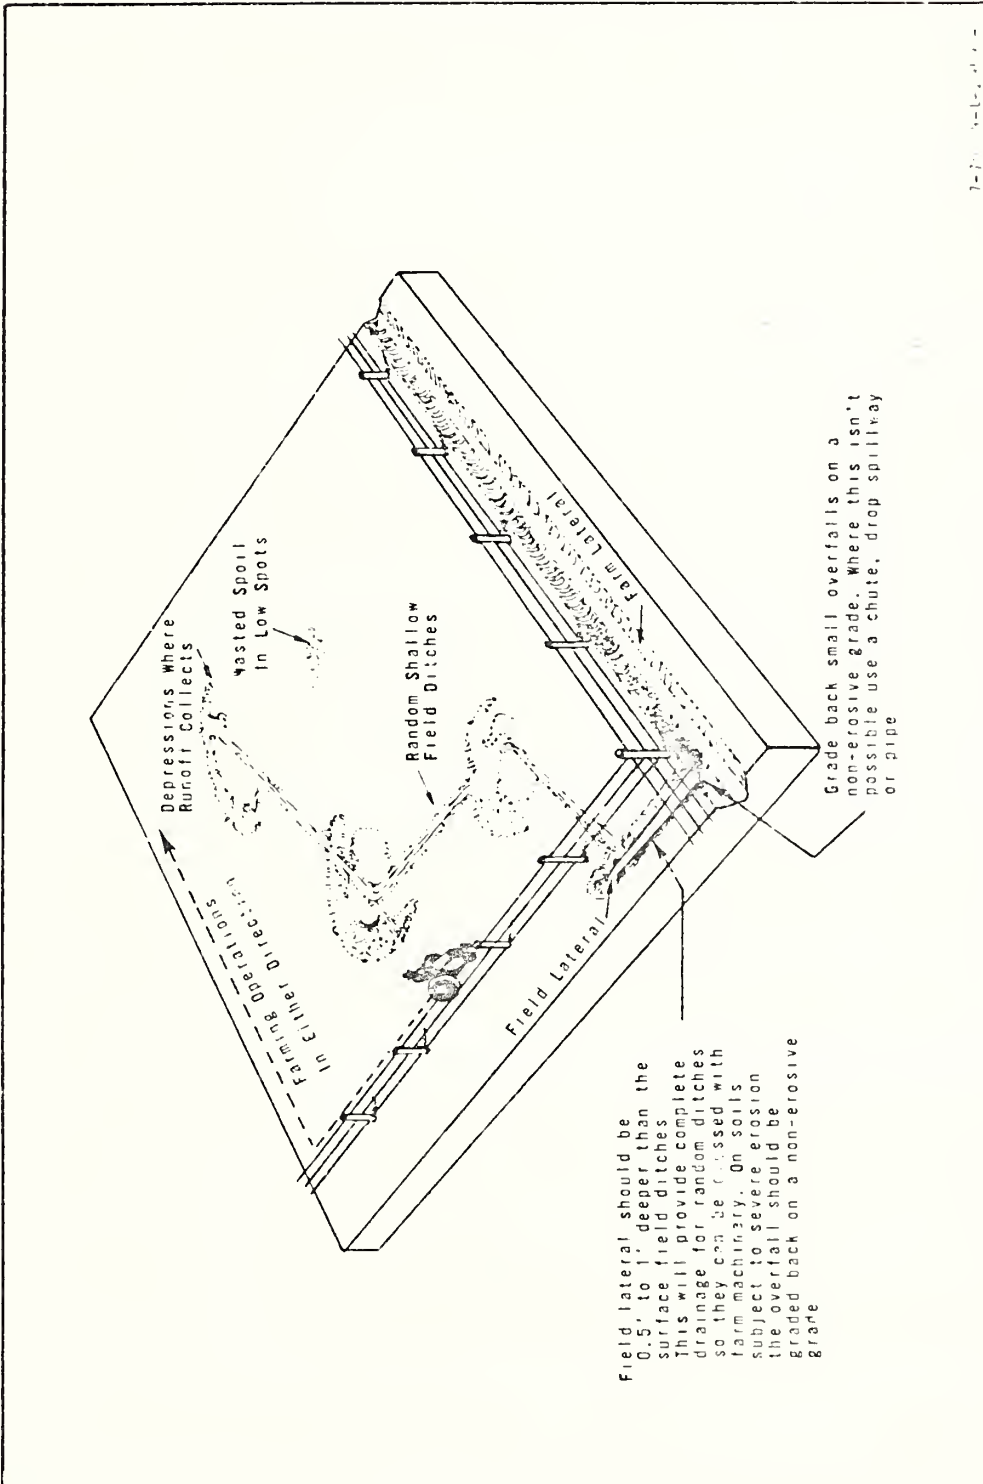 Depressions Where
Runoff Collects
Wasted Spoil
In Low Spots
Farming Operations
In Either Direction
Random Shallow
Field Ditches
Farm Lateral
Field Lateral
Field lateral should be
0.5' to 1' deeper than the
surface field ditches
This will provide complete
drainage for random ditches
so they can be crossed with
farm machinery. On soils
subject to severe erosion
the overfall should be
graded back on a non-erosive
grade
Grade back small overfalls on a
non-erosive grade. Where this isn't
possible use a chute, drop spillway
or pipe